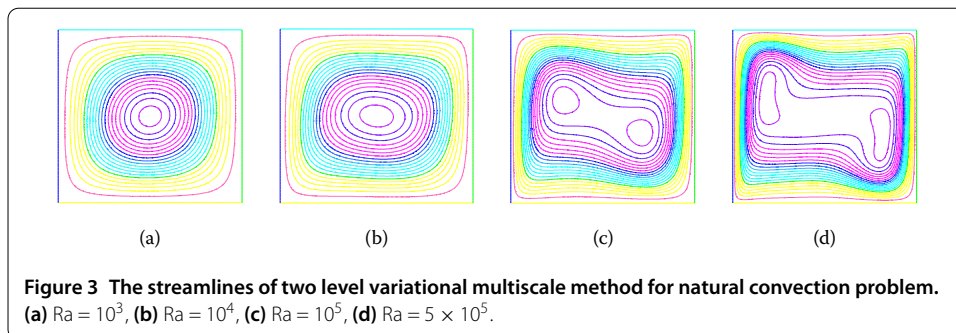 (a) (b) (c) (d)
Figure 3 The streamlines of two level variational multiscale method for natural convection problem.
(a) Ra = 10³, (b) Ra = 10⁴, (c) Ra = 10⁵, (d) Ra = 5 × 10⁵.